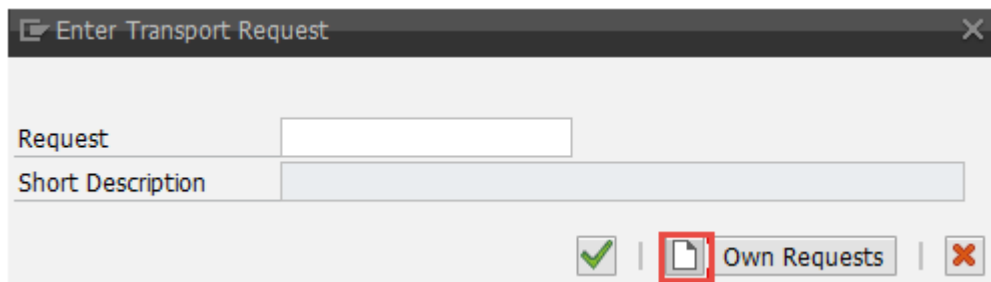 Enter Transport Request
Request
Short Description
Own Requests